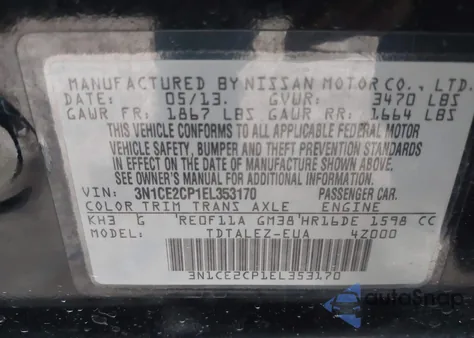 MANUFACTURED BY NISSAN MOTOR CO., LTD.
DATE: 05/13. GVWR: 3470 LBS
GAWR FR: 1867 LBS GAWR RR: 1664 LBS
THIS VEHICLE CONFORMS TO ALL APPLICABLE FEDERAL MOTOR
VEHICLE SAFETY, BUMPER AND THEFT PREVENTION STANDARDS
IN EFFECT ON THE DATE OF MANUFACTURE SHOWN ABOVE.
SEE OWNER'S MANUAL FOR ADDITIONAL INFORMATION.
VIN: 3N1CE2CP1EL353170 PASSENGER CAR.
COLOR TRIM TRANS AXLE ENGINE
KH3 G RE0F11A GM38 HR16DE 1598 CC
MODEL: TDTALEZ-EUA 4Z000
3N1CE2CP1EL353170
autoSnap